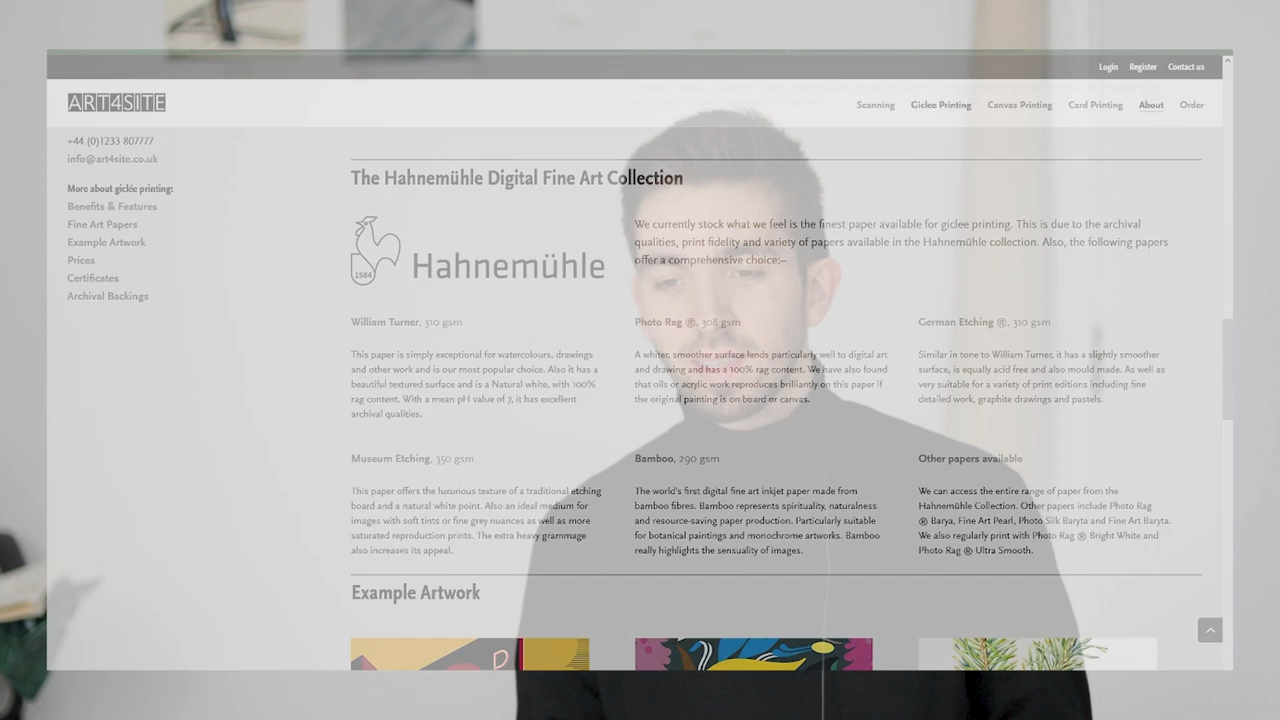 Login Register Contact us
ART4SITE
Scanning Giclee Printing Canvas Printing Card Printing About Order
+44 (0)1233 807777
info@art4site.co.uk
More about giclée printing:
Benefits & Features
Fine Art Papers
Example Artwork
Prices
Certificates
Archival Backings
The Hahnemühle Digital Fine Art Collection
1584
Hahnemühle
We currently stock what we feel is the finest paper available for giclee printing. This is due to the archival
qualities, print fidelity and variety of papers available in the Hahnemühle collection. Also, the following papers
offer a comprehensive choice:–
William Turner, 310 gsm
This paper is simply exceptional for watercolours, drawings
and other work and is our most popular choice. Also it has a
beautiful textured surface and is a Natural white, with 100%
rag content. With a mean pH value of 7, it has excellent
archival qualities.
Photo Rag ®, 308 gsm
A whiter, smoother surface lends particularly well to digital art
and drawing and has a 100% rag content. We have also found
that oils or acrylic work reproduces brilliantly on this paper if
the original painting is on board or canvas.
German Etching ®, 310 gsm
Similar in tone to William Turner, it has a slightly smoother
surface, is equally acid free and also mould made. As well as
very suitable for a variety of print editions including fine
detailed work, graphite drawings and pastels.
Museum Etching, 350 gsm
This paper offers the luxurious texture of a traditional etching
board and a natural white point. Also an ideal medium for
images with soft tints or fine grey nuances as well as more
saturated reproduction prints. The extra heavy grammage
also increases its appeal.
Bamboo, 290 gsm
The world's first digital fine art inkjet paper made from
bamboo fibres. Bamboo represents spirituality, naturalness
and resource-saving paper production. Particularly suitable
for botanical paintings and monochrome artworks. Bamboo
really highlights the sensuality of images.
Other papers available
We can access the entire range of paper from the
Hahnemühle Collection. Other papers include Photo Rag
® Barya, Fine Art Pearl, Photo Silk Baryta and Fine Art Baryta.
We also regularly print with Photo Rag ® Bright White and
Photo Rag ® Ultra Smooth.
Example Artwork